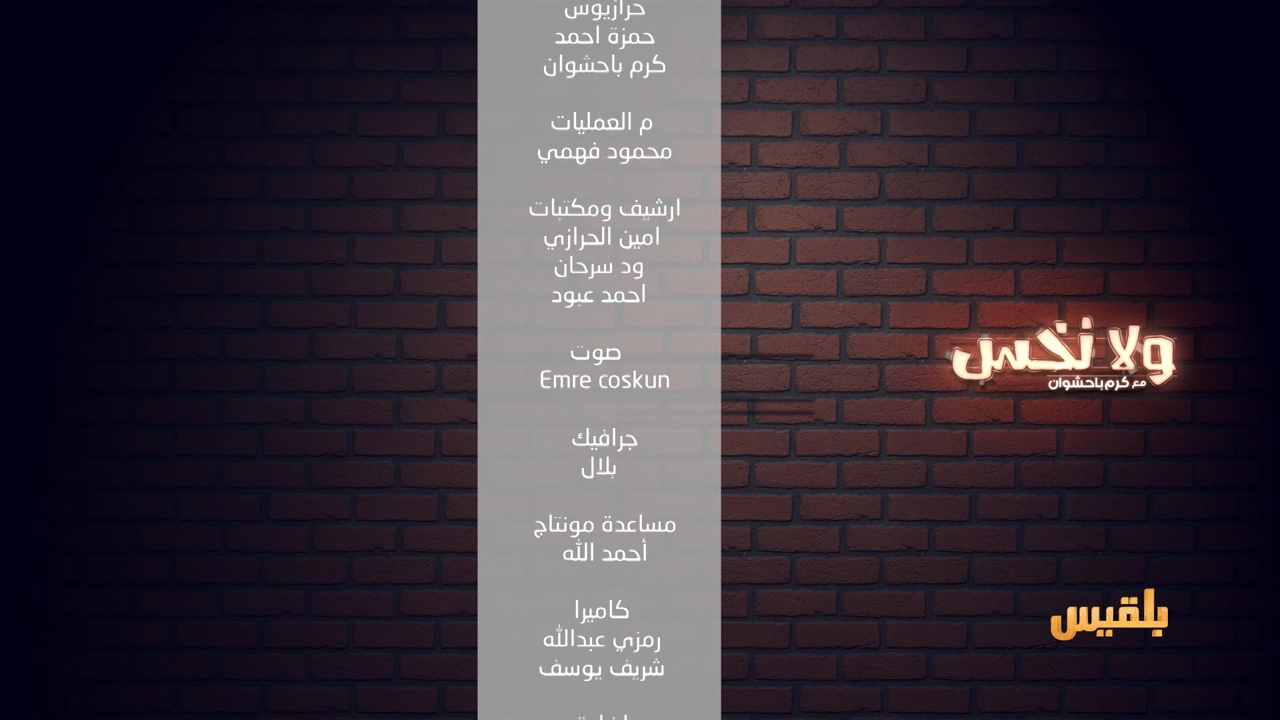 حرازيوس
حمزة احمد
كرم باحشوان
م العمليات
محمود فهمي
ارشيف ومكتبات
امين الحرازي
ود سرحان
احمد عبود
صوت
Emre coskun
جرافيك
بلال
مساعدة مونتاج
أحمد الله
كاميرا
رمزي عبدالله
شريف يوسف
ولا نخس
مع كرم باحشوان
بلقيس